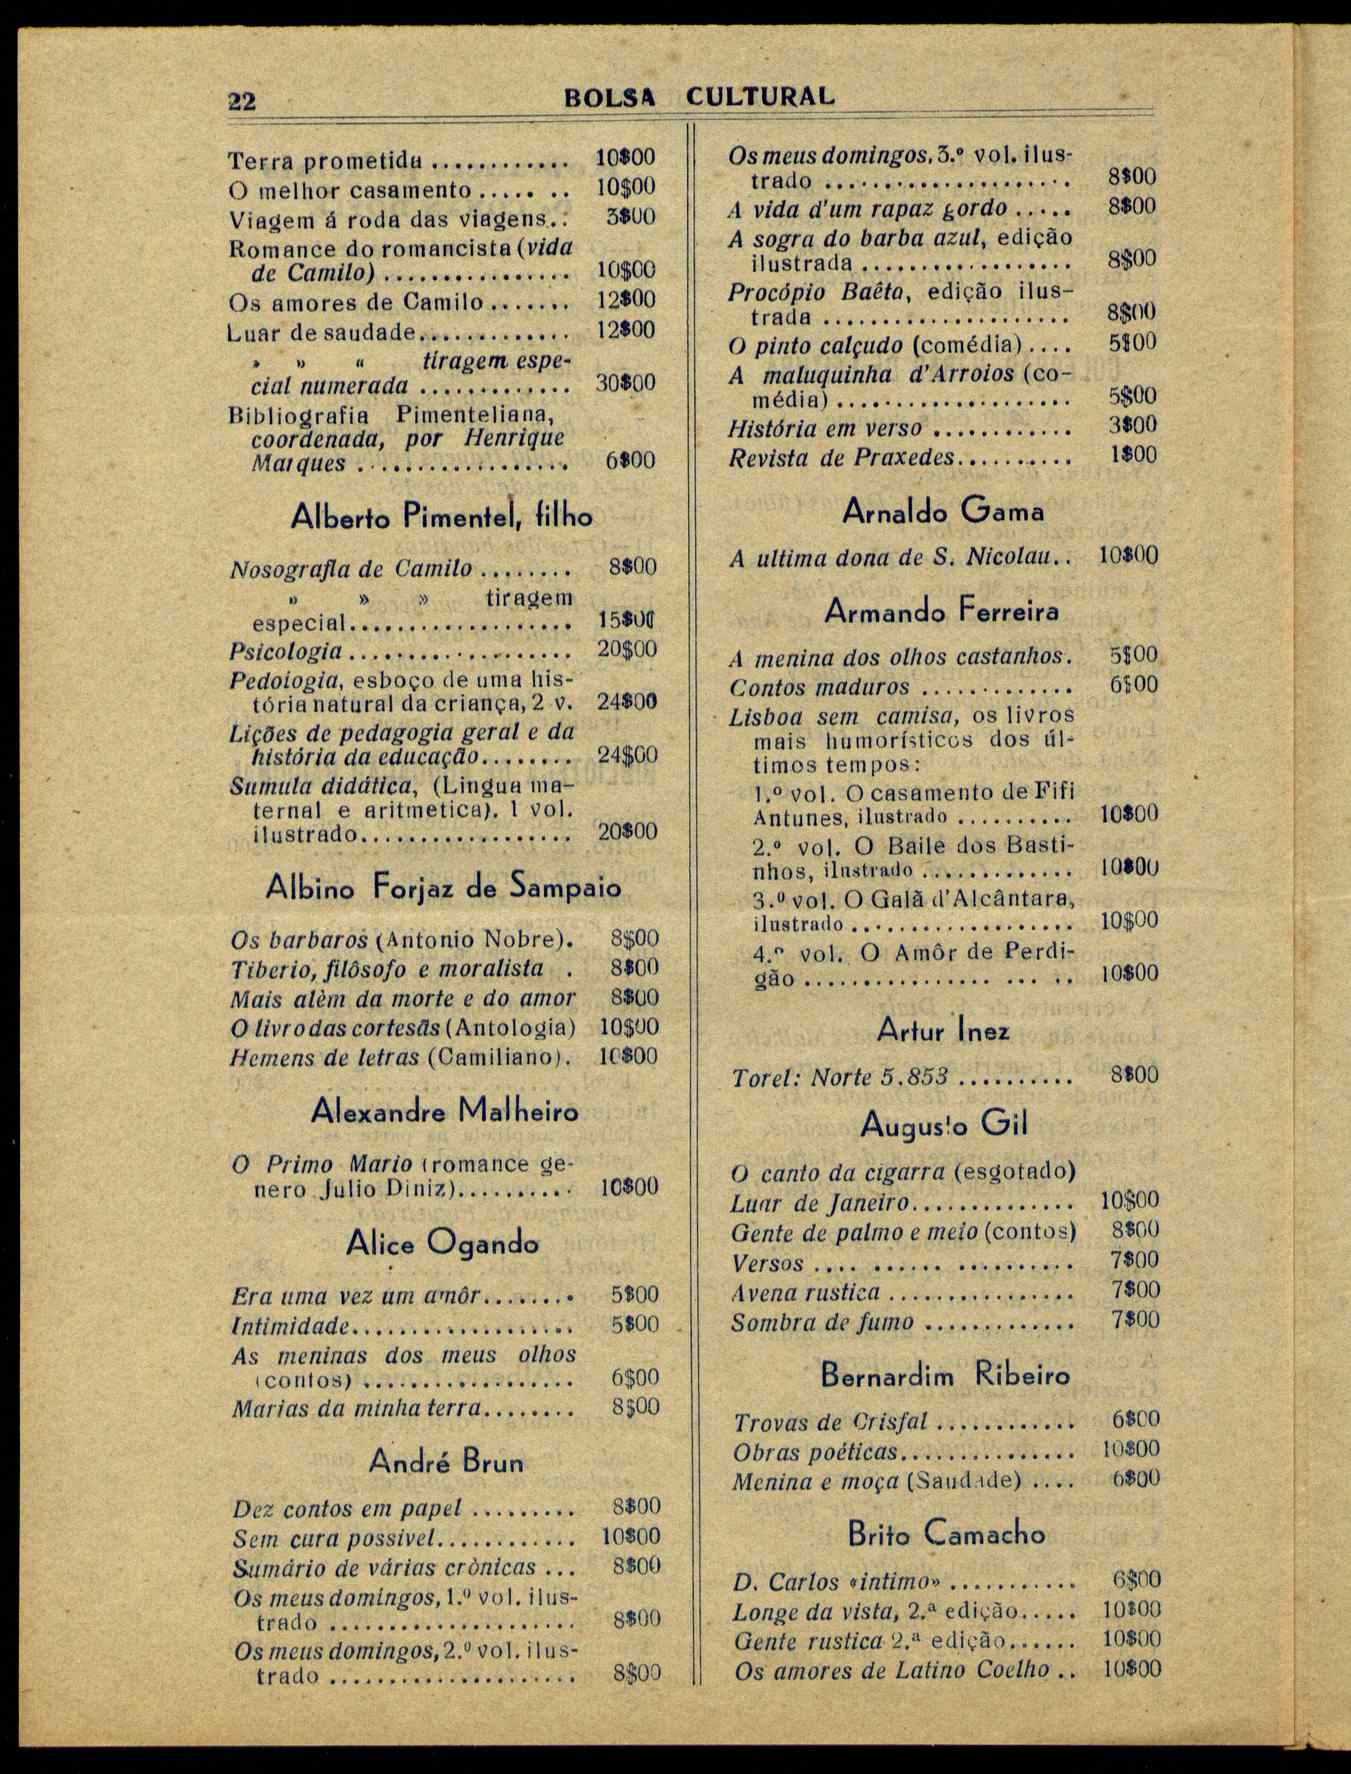 22
BOLSA CULTURAL
Terra prometida ............ 10$00
O melhor casamento ..... .. 10$00
Viagem á roda das viagens.. 3$00
Romance do romancista (vida
de Camilo) ................ 10$00
Os amores de Camilo ....... 12$00
Luar de saudade............. 12$00
» » « tiragem espe-
cial numerada ............. 30$00
Bibliografia Pimenteliana,
coordenada, por Henrique
Marques .................. 6$00
Alberto Pimentel, filho
Nosografia de Camilo ........ 8$00
» » » tiragem
especial................... 15$00
Psicologia ................... 20$00
Pedoiogia, esboço de uma his-
tória natural da criança, 2 v. 24$00
Lições de pedagogia geral e da
história da educação........ 24$00
Sumula didática, (Lingua ma-
ternal e aritmetica). 1 vol.
ilustrado.................. 20$00
Albino Forjaz de Sampaio
Os barbaros (Antonio Nobre). 8$00
Tiberio, filôsofo e moralista . 8$00
Mais alêm da morte e do amor 8$00
O livro das cortesãs (Antologia) 10$00
Hemens de letras (Camiliano). 10$00
Alexandre Malheiro
O Primo Mario (romance ge-
nero Julio Diniz).......... 10$00
Alice Ogando
Era uma vez um amôr........ 5$00
Intimidade................... 5$00
As meninas dos meus olhos
(contos) .................. 6$00
Marias da minha terra........ 8$00
André Brun
Dez contos em papel ......... 8$00
Sem cura possivel............ 10$00
Sumário de várias crònicas ... 8$00
Os meus domingos, 1.º vol. ilus-
trado ..................... 8$00
Os meus domingos, 2.º vol. ilus-
trado ..................... 8$00
Os meus domingos, 3.º vol. ilus-
trado ..................... 8$00
A vida d'um rapaz gordo ..... 8$00
A sogra do barba azul, edição
ilustrada .................. 8$00
Procópio Baêta, edição ilus-
trada ..................... 8$00
O pinto calçudo (comédia) .... 5$00
A maluquinha d'Arroios (co-
média) .................... 5$00
História em verso ............ 3$00
Revista de Praxedes.......... 1$00
Arnaldo Gama
A ultima dona de S. Nicolau.. 10$00
Armando Ferreira
A menina dos olhos castanhos. 5$00
Contos maduros ............. 6$00
Lisboa sem camisa, os livros
mais humorísticos dos úl-
timos tempos:
1.º vol. O casamento de Fifi
Antunes, ilustrado .......... 10$00
2.º vol. O Baile dos Basti-
nhos, ilustrado ............. 10$00
3.º vol. O Galã d'Alcântara,
ilustrado ................... 10$00
4.º vol. O Amôr de Perdi-
gão ................ ... .. 10$00
Artur Inez
Torel: Norte 5.853 .......... 8$00
Augusto Gil
O canto da cigarra (esgotado)
Luar de Janeiro.............. 10$00
Gente de palmo e meio (contos) 8$00
Versos .... ...... .......... 7$00
Avena rustica ................ 7$00
Sombra de fumo ............. 7$00
Bernardim Ribeiro
Trovas de Crisfal ............ 6$00
Obras poéticas............... 10$00
Menina e moça (Saudade) .... 6$00
Brito Camacho
D. Carlos «intimo» ........... 6$00
Longe da vista, 2.ª edição..... 10$00
Gente rustica 2.ª edição...... 10$00
Os amores de Latino Coelho .. 10$00